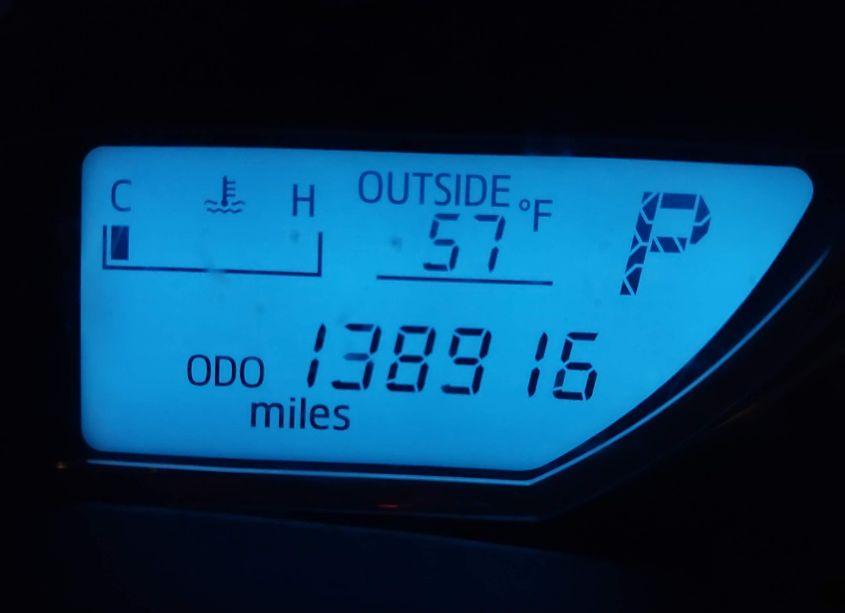 C H
OUTSIDE °F
57
P
ODO 138916
miles